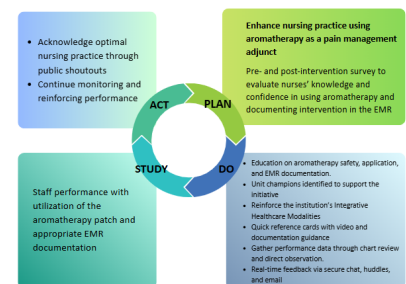 • Acknowledge optimal
nursing practice through
public shoutouts
• Continue monitoring and
reinforcing performance
Enhance nursing practice using
aromatherapy as a pain management
adjunct
Pre- and post-intervention survey to
evaluate nurses' knowledge and
confidence in using aromatherapy and
documenting intervention in the EMR
ACT
PLAN
STUDY
DO
Staff performance with
utilization of the
aromatherapy patch and
appropriate EMR
documentation
• Education on aromatherapy safety, application,
and EMR documentation.
• Unit champions identified to support the
initiative
• Reinforce the institution's Integrative
Healthcare Modalities
• Quick reference cards with video and
documentation guidance
• Gather performance data through chart review
and direct observation.
• Real-time feedback via secure chat, huddles,
and email